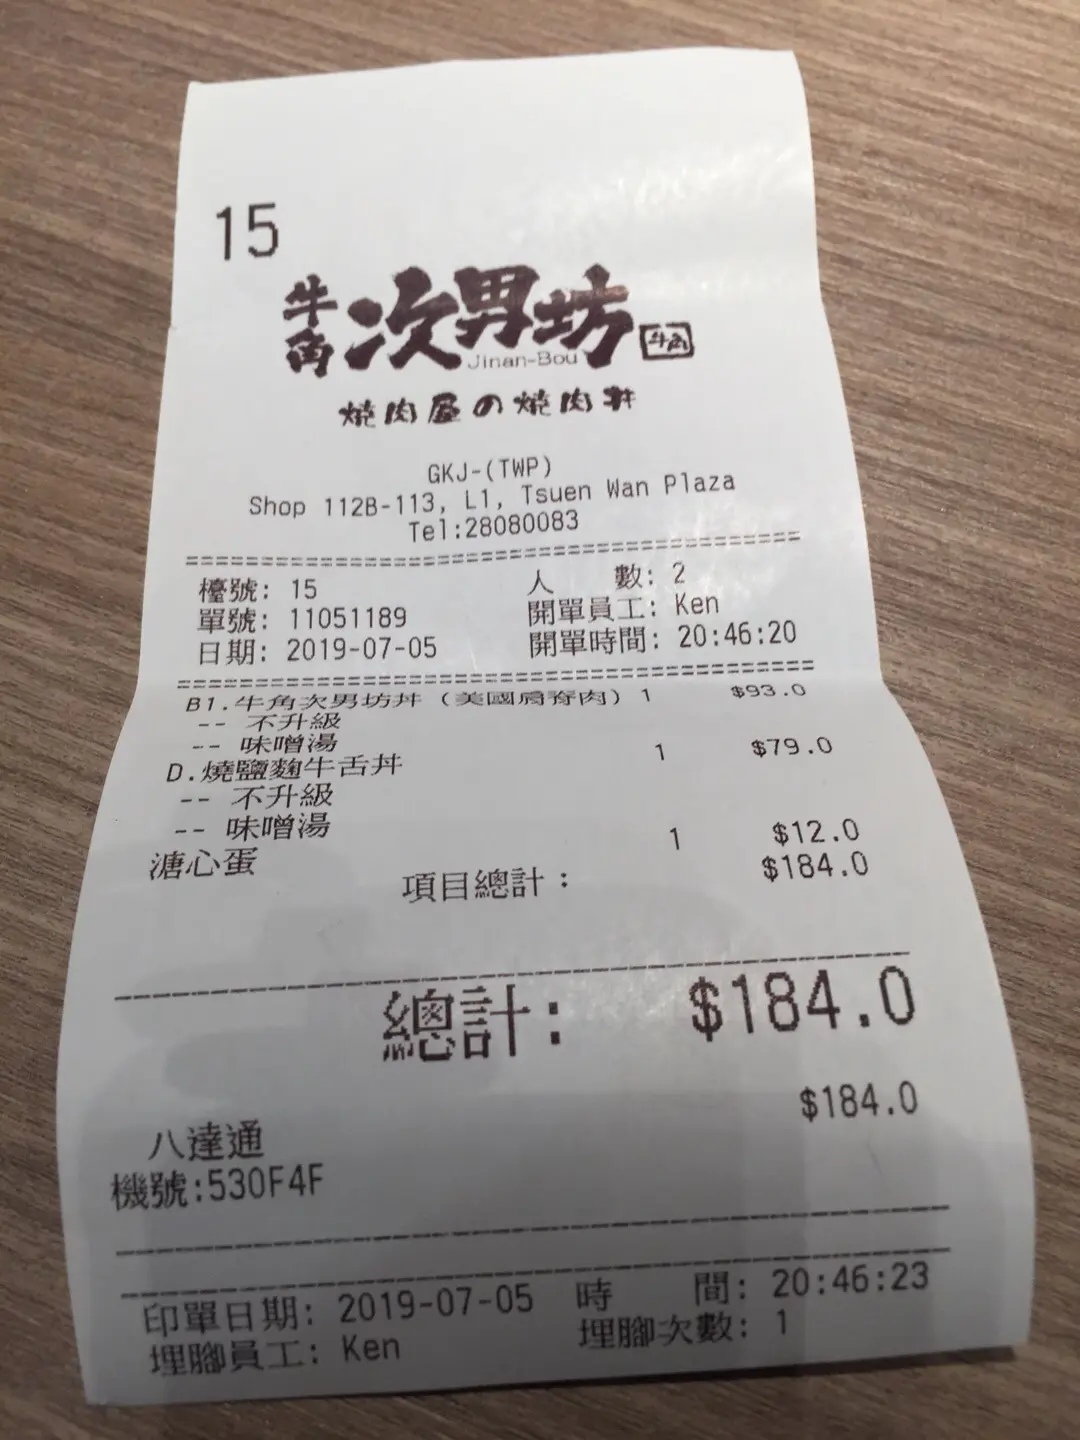 15
牛角 次男坊 牛角
Jinan-Bou
焼肉屋の焼肉丼
GKJ-(TWP)
Shop 112B-113, L1, Tsuen Wan Plaza
Tel:28080083
檯號: 15 人 數: 2
單號: 11051189 開單員工: Ken
日期: 2019-07-05 開單時間: 20:46:20
B1.牛角次男坊丼 (美國肩脊肉) 1 $93.0
-- 不升級
-- 味噌湯
D.燒鹽麴牛舌丼 1 $79.0
-- 不升級
-- 味噌湯
溏心蛋 1 $12.0
項目總計: $184.0
總計: $184.0
八達通 $184.0
機號:530F4F
印單日期: 2019-07-05 時 間: 20:46:23
埋腳員工: Ken 埋腳次數: 1